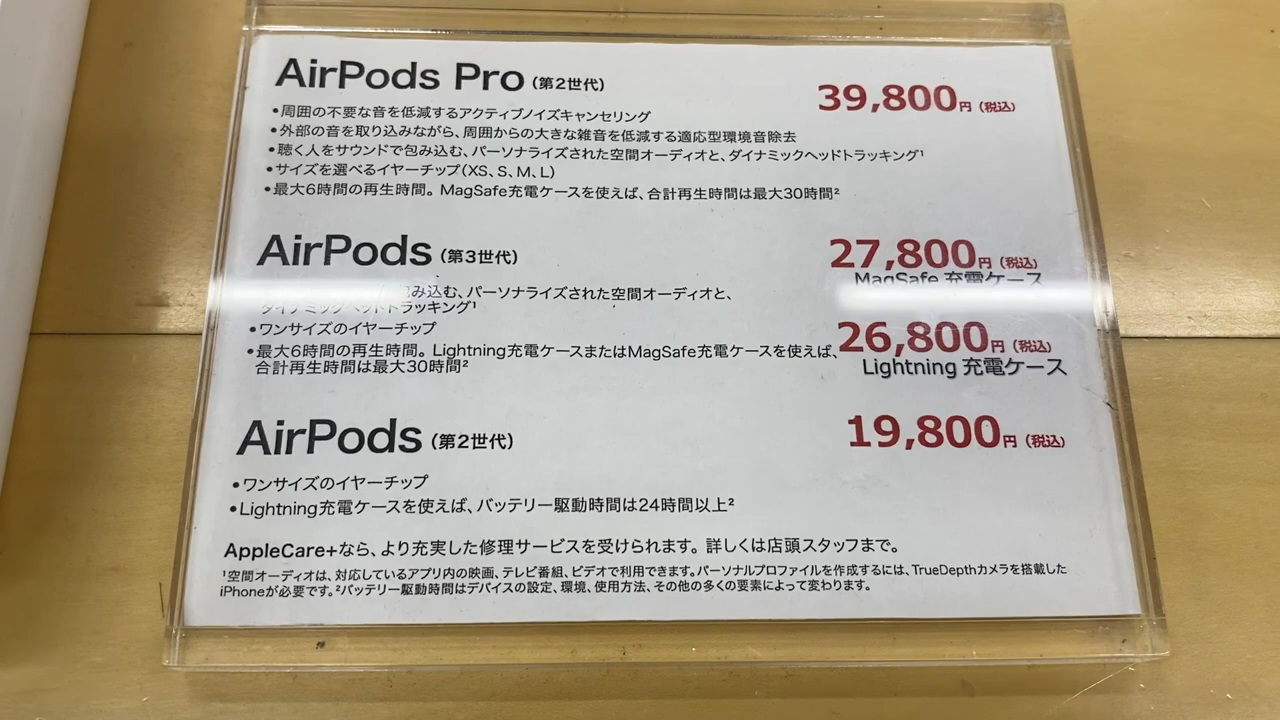 AirPods Pro (第2世代)
39,800円 (税込)
•周囲の不要な音を低減するアクティブノイズキャンセリング
•外部の音を取り込みながら、周囲からの大きな雑音を低減する適応型環境音除去
•聴く人をサウンドで包み込む、パーソナライズされた空間オーディオと、ダイナミックヘッドトラッキング¹
•サイズを選べるイヤーチップ(XS、S、M、L)
•最大6時間の再生時間。MagSafe充電ケースを使えば、合計再生時間は最大30時間²
AirPods (第3世代)
27,800円 (税込)
MagSafe 充電ケース
包み込む、パーソナライズされた空間オーディオと、
ダイナミックヘッドトラッキング¹
•ワンサイズのイヤーチップ
•最大6時間の再生時間。Lightning充電ケースまたはMagSafe充電ケースを使えば、
合計再生時間は最大30時間²
26,800円 (税込)
Lightning 充電ケース
AirPods (第2世代)
19,800円 (税込)
•ワンサイズのイヤーチップ
•Lightning充電ケースを使えば、バッテリー駆動時間は24時間以上²
AppleCare+なら、より充実した修理サービスを受けられます。詳しくは店頭スタッフまで。
¹空間オーディオは、対応しているアプリ内の映画、テレビ番組、ビデオで利用できます。パーソナルプロファイルを作成するには、TrueDepthカメラを搭載した
iPhoneが必要です。²バッテリー駆動時間はデバイスの設定、環境、使用方法、その他の多くの要素によって変わります。